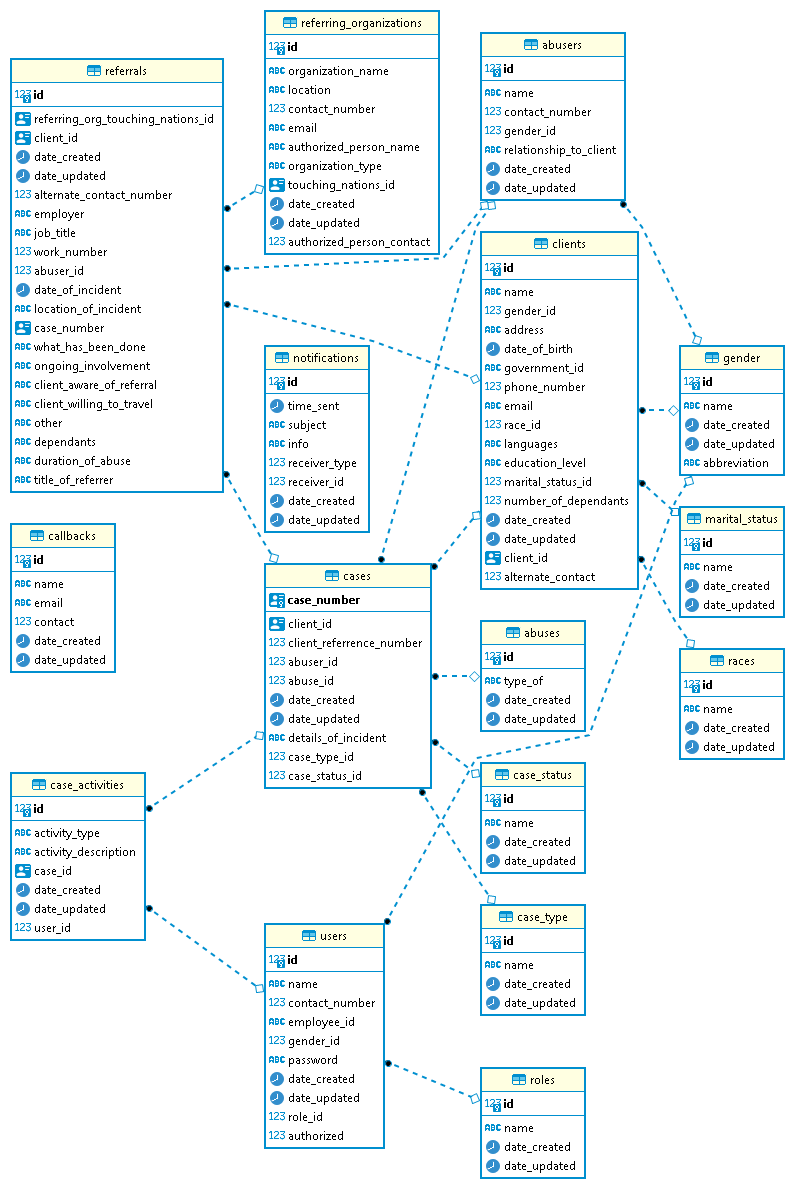 referrals
123 id
referring_org_touching_nations_id
client_id
date_created
date_updated
123 alternate_contact_number
ABC employer
ABC job_title
123 work_number
123 abuser_id
date_of_incident
ABC location_of_incident
case_number
ABC what_has_been_done
ABC ongoing_involvement
ABC client_aware_of_referral
ABC client_willing_to_travel
ABC other
ABC dependants
ABC duration_of_abuse
ABC title_of_referrer
referring_organizations
123 id
ABC organization_name
ABC location
123 contact_number
ABC email
ABC authorized_person_name
ABC organization_type
touching_nations_id
date_created
date_updated
123 authorized_person_contact
abusers
123 id
ABC name
123 contact_number
123 gender_id
ABC relationship_to_client
date_created
date_updated
clients
123 id
ABC name
123 gender_id
ABC address
date_of_birth
ABC government_id
123 phone_number
ABC email
123 race_id
ABC languages
ABC education_level
123 marital_status_id
123 number_of_dependants
date_created
date_updated
client_id
123 alternate_contact
gender
123 id
ABC name
date_created
date_updated
ABC abbreviation
notifications
123 id
time_sent
ABC subject
ABC info
123 receiver_type
123 receiver_id
date_created
date_updated
marital_status
123 id
ABC name
date_created
date_updated
callbacks
123 id
ABC name
ABC email
123 contact
date_created
date_updated
cases
case_number
client_id
123 client_referrence_number
123 abuser_id
123 abuse_id
date_created
date_updated
ABC details_of_incident
123 case_type_id
123 case_status_id
abuses
123 id
ABC type_of
date_created
date_updated
races
123 id
ABC name
date_created
date_updated
case_activities
123 id
ABC activity_type
ABC activity_description
case_id
date_created
date_updated
123 user_id
case_status
123 id
ABC name
date_created
date_updated
case_type
123 id
ABC name
date_created
date_updated
users
123 id
ABC name
123 contact_number
ABC employee_id
123 gender_id
ABC password
date_created
date_updated
123 role_id
123 authorized
roles
123 id
ABC name
date_created
date_updated